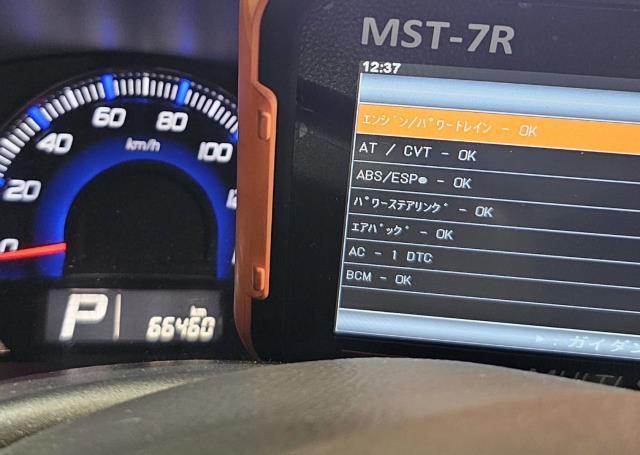 MST-7R
12:37
ｴﾝｼﾞﾝ/ﾊﾟﾜｰﾄﾚｲﾝ - OK
AT / CVT - OK
ABS/ESP® - OK
ﾊﾟﾜｰｽﾃｱﾘﾝｸﾞ - OK
ｴｱﾊﾞｯｸﾞ - OK
AC - 1 DTC
BCM - OK
20
40
60
80
100
km/h
P
km
66460